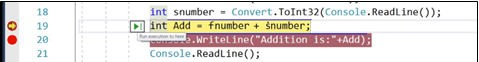 18 int snumber = Convert.ToInt32(Console.ReadLine());
19 int Add = fnumber + snumber;
Run execution to here
20 Console.WriteLine("Addition is:"+Add);
21 Console.ReadLine();